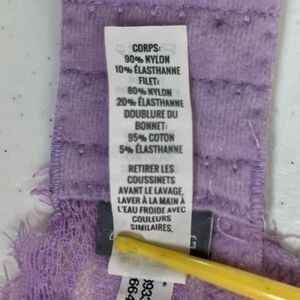 CORPS:
90% NYLON
10% ÉLASTHANNE
FILET:
80% NYLON
20% ÉLASTHANNE
DOUBLURE DU
BONNET:
95% COTON
5% ÉLASTHANNE
RETIRER LES
COUSSINETS
AVANT LE LAVAGE,
LAVER À LA MAIN À
L'EAU FROIDE AVEC
COULEURS
SIMILAIRES,